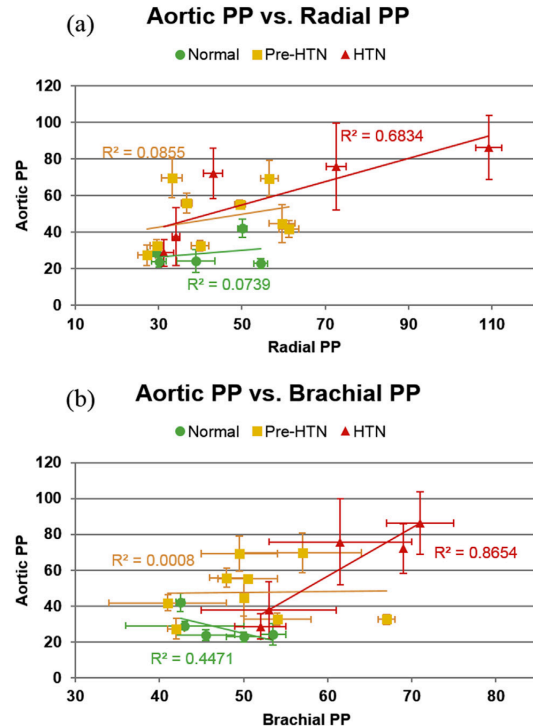 (a) Aortic PP vs. Radial PP
Normal Pre-HTN HTN
120
100
80
60
40
20
0
Aortic PP
R² = 0.0855
R² = 0.6834
R² = 0.0739
10 30 50 70 90 110
Radial PP
(b) Aortic PP vs. Brachial PP
Normal Pre-HTN HTN
120
100
80
60
40
20
0
Aortic PP
R² = 0.0008
R² = 0.8654
R² = 0.4471
30 40 50 60 70 80
Brachial PP